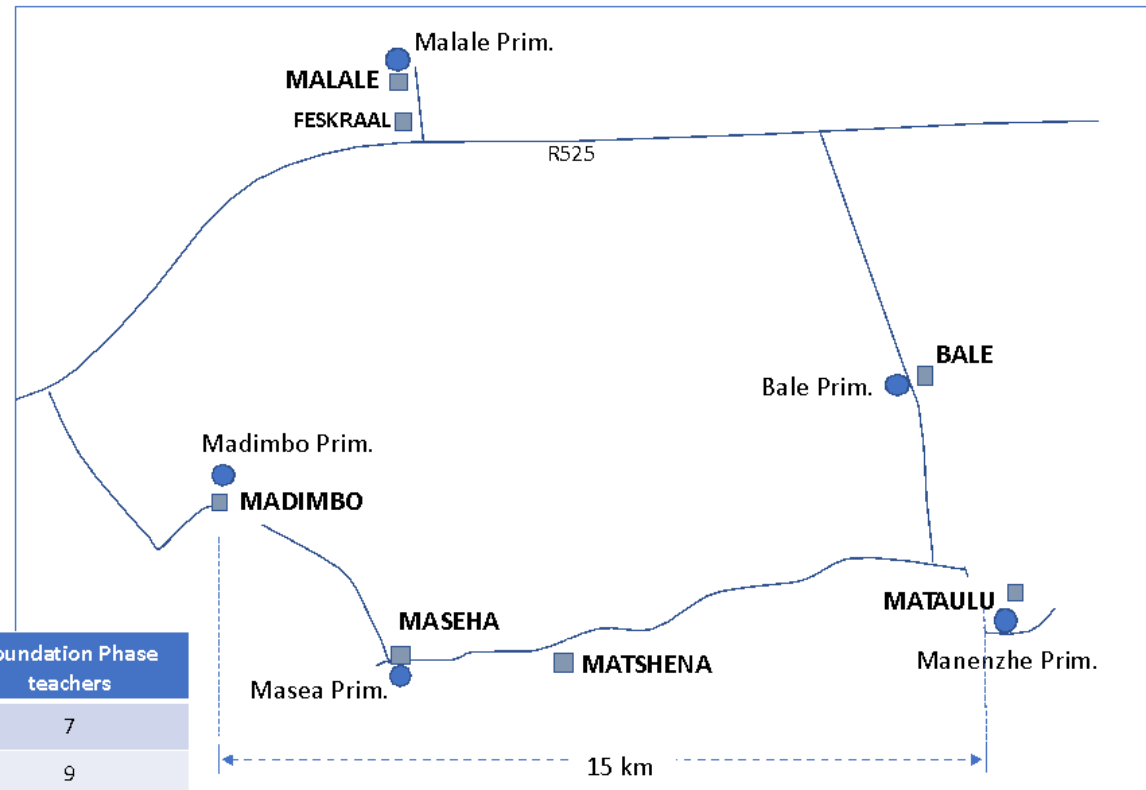 Malale Prim.
MALALE
FESKRAAL
R525
BALE
Bale Prim.
Madimbo Prim.
MADIMBO
MATAULU
MASEHA
Manenzhe Prim.
MATSHENA
Masea Prim.
oundation Phase
teachers
7
9
15 km